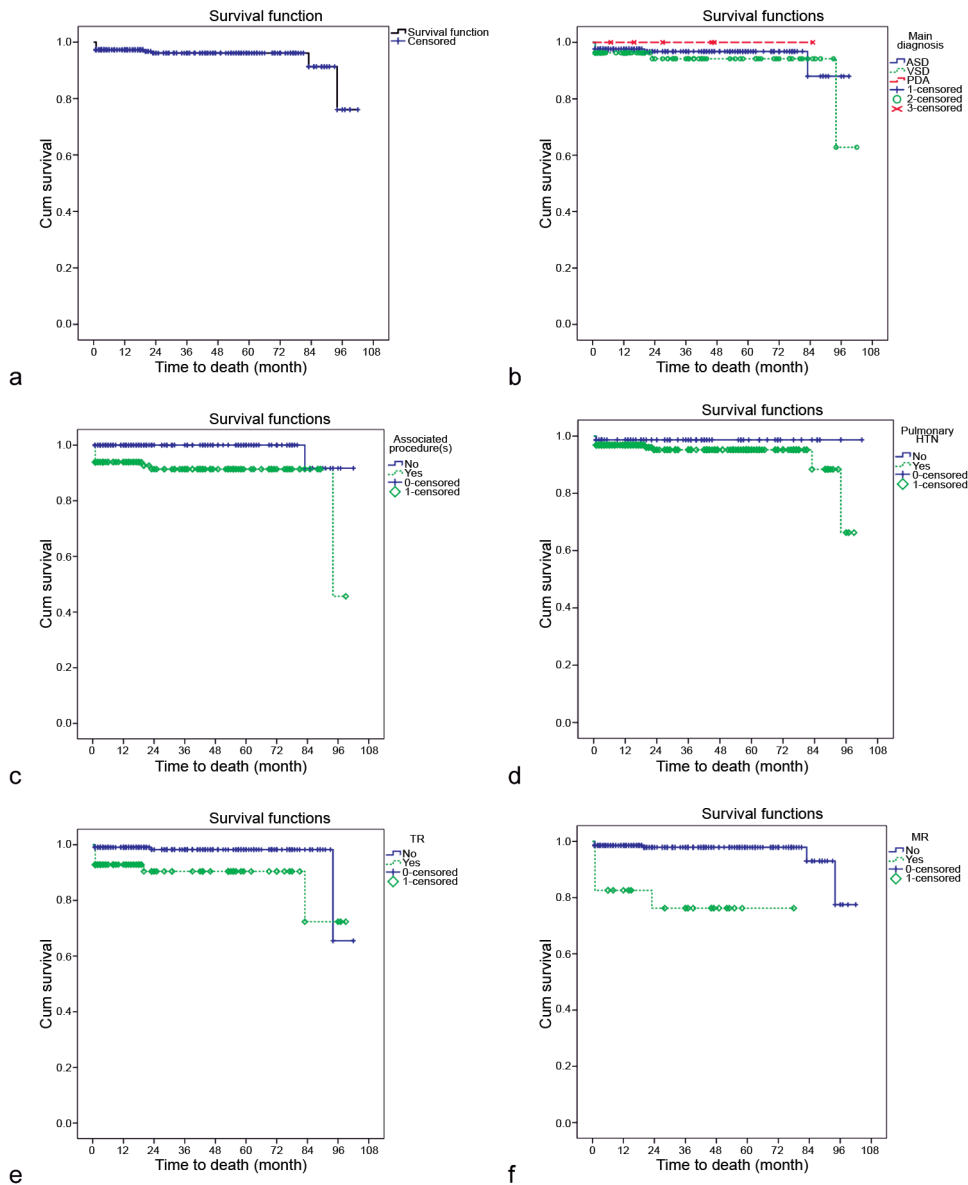 Survival function
Cum survival
1.0
0.8
0.6
0.4
0.2
0.0
0 12 24 36 48 60 72 84 96 108
Time to death (month)
Survival function
Censored
a
Survival functions
Cum survival
1.0
0.8
0.6
0.4
0.2
0.0
0 12 24 36 48 60 72 84 96 108
Time to death (month)
Main
diagnosis
ASD
VSD
PDA
1-censored
2-censored
3-censored
b
Survival functions
Cum survival
1.0
0.8
0.6
0.4
0.2
0.0
0 12 24 36 48 60 72 84 96 108
Time to death (month)
Associated
procedure(s)
No
Yes
0-censored
1-censored
c
Survival functions
Cum survival
1.0
0.8
0.6
0.4
0.2
0.0
0 12 24 36 48 60 72 84 96 108
Time to death (month)
Pulmonary
HTN
No
Yes
0-censored
1-censored
d
Survival functions
Cum survival
1.0
0.8
0.6
0.4
0.2
0.0
0 12 24 36 48 60 72 84 96 108
Time to death (month)
TR
No
Yes
0-censored
1-censored
e
Survival functions
Cum survival
1.0
0.8
0.6
0.4
0.2
0.0
0 12 24 36 48 60 72 84 96 108
Time to death (month)
MR
No
Yes
0-censored
1-censored
f